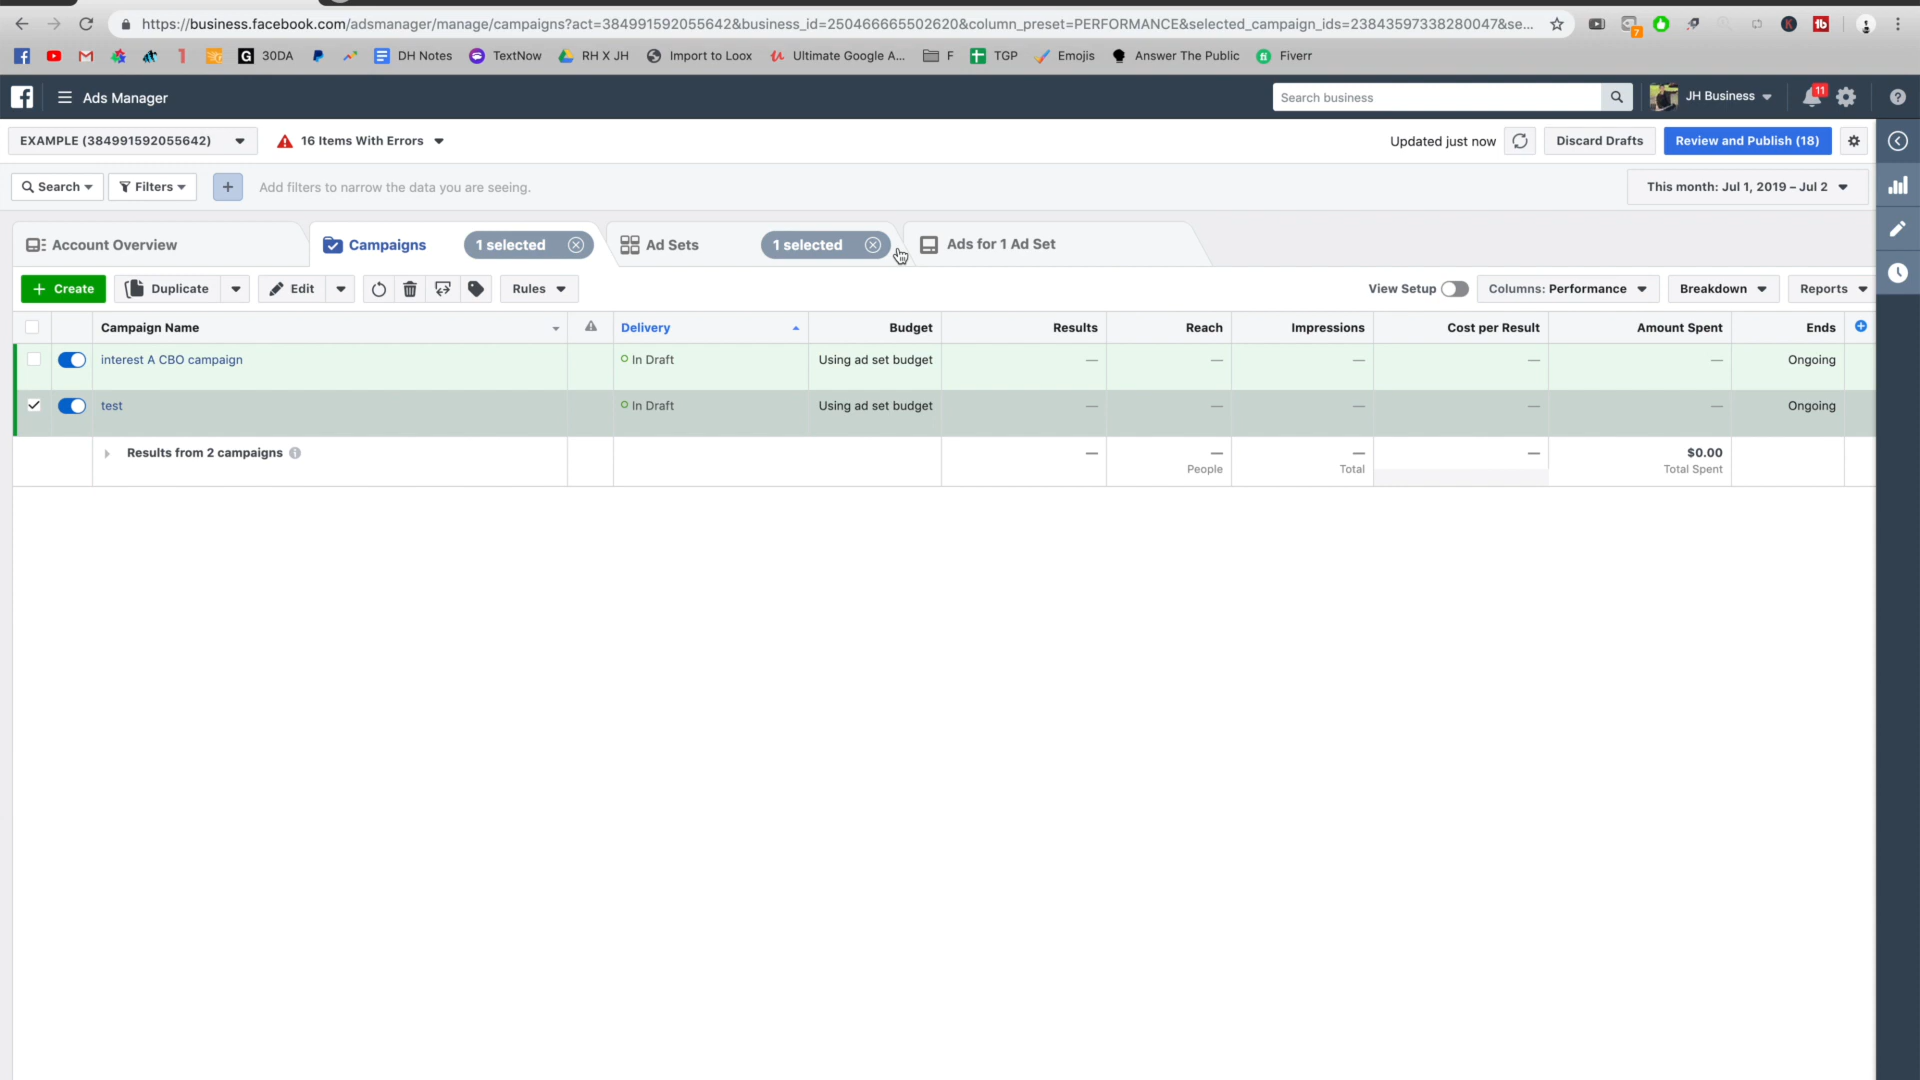 https://business.facebook.com/adsmanager/manage/campaigns?act=384991592055642&business_id=250466665502620&column_preset=PERFORMANCE&selected_campaign_ids=23843597338280047&se...
7
30DA
DH Notes
TextNow
RH X JH
Import to Loox
Ultimate Google A...
F
TGP
Emojis
Answer The Public
Fiverr
Ads Manager
Search business
JH Business
11
EXAMPLE (384991592055642)
16 Items With Errors
Updated just now
Discard Drafts
Review and Publish (18)
Search
Filters
Add filters to narrow the data you are seeing.
This month: Jul 1, 2019 – Jul 2
Account Overview
Campaigns
1 selected
Ad Sets
1 selected
Ads for 1 Ad Set
+ Create
Duplicate
Edit
Rules
View Setup
Columns: Performance
Breakdown
Reports
Campaign Name
Delivery
Budget
Results
Reach
Impressions
Cost per Result
Amount Spent
Ends
interest A CBO campaign
In Draft
Using ad set budget
—
—
—
—
—
Ongoing
test
In Draft
Using ad set budget
—
—
—
—
—
Ongoing
Results from 2 campaigns
—
—
People
—
Total
—
$0.00
Total Spent